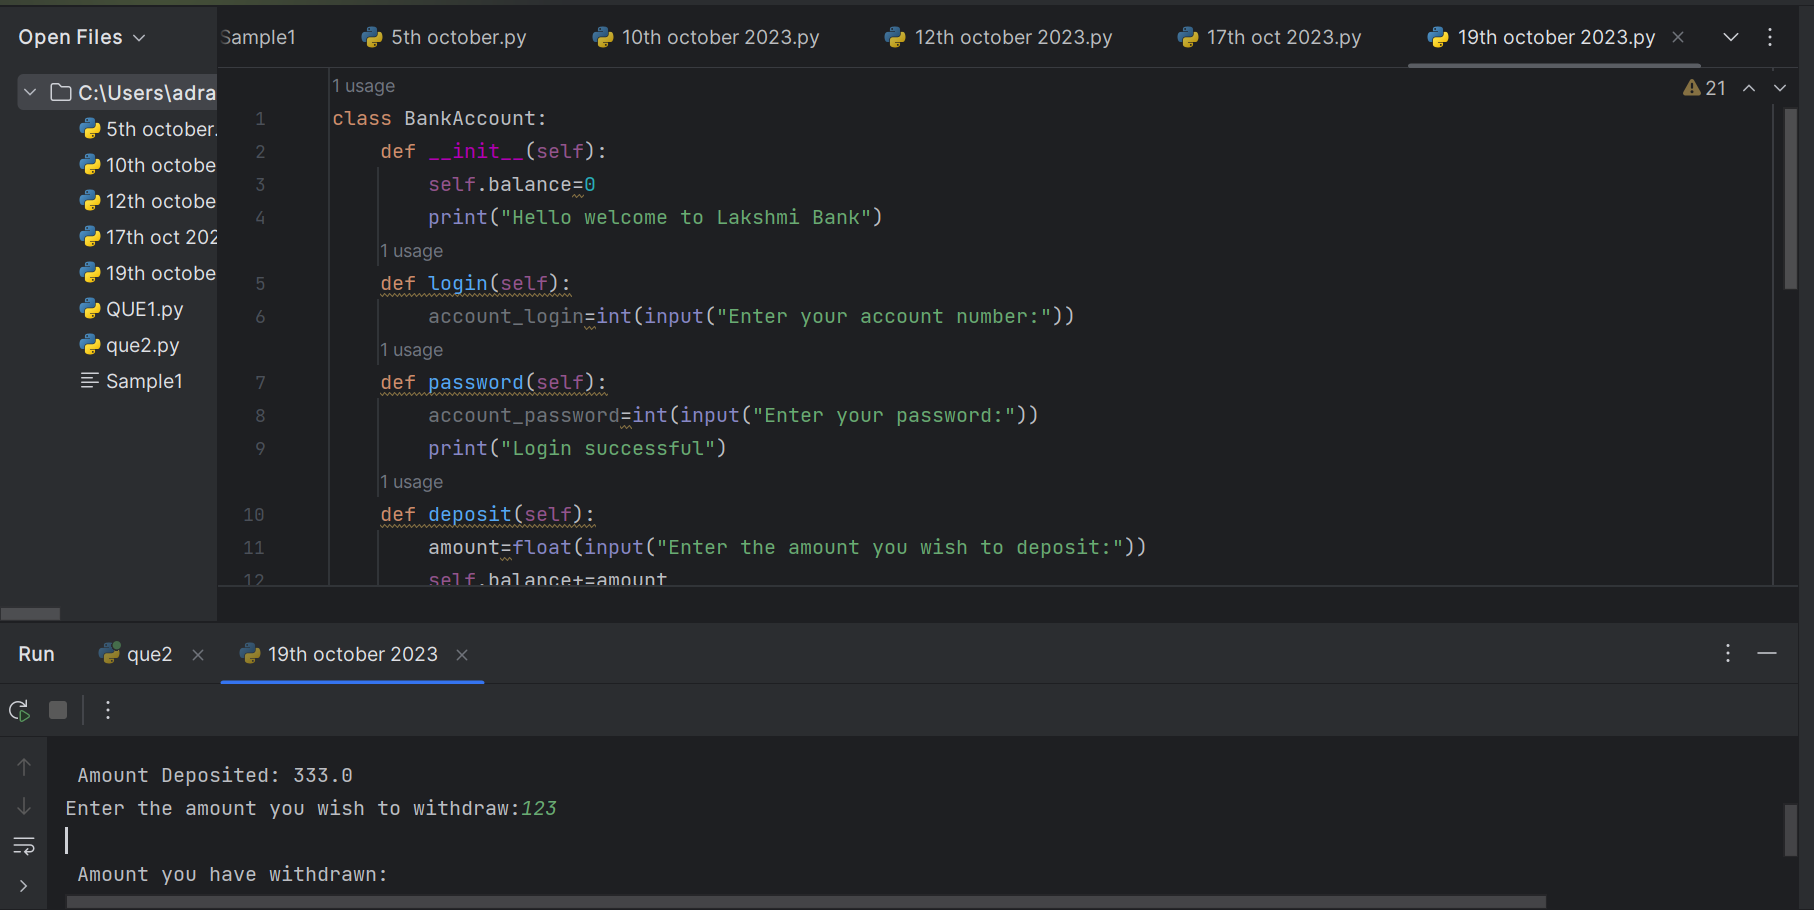 Open Files
Sample1
5th october.py
10th october 2023.py
12th october 2023.py
17th oct 2023.py
19th october 2023.py
C:\Users\adra
5th october.
10th octobe
12th octobe
17th oct 202
19th octobe
QUE1.py
que2.py
Sample1
21
1 usage
1 class BankAccount:
2 def __init__(self):
3 self.balance=0
4 print("Hello welcome to Lakshmi Bank")
1 usage
5 def login(self):
6 account_login=int(input("Enter your account number:"))
1 usage
7 def password(self):
8 account_password=int(input("Enter your password:"))
9 print("Login successful")
1 usage
10 def deposit(self):
11 amount=float(input("Enter the amount you wish to deposit:"))
12 self.balance+=amount
Run
que2
19th october 2023
Amount Deposited: 333.0
Enter the amount you wish to withdraw:123
Amount you have withdrawn: